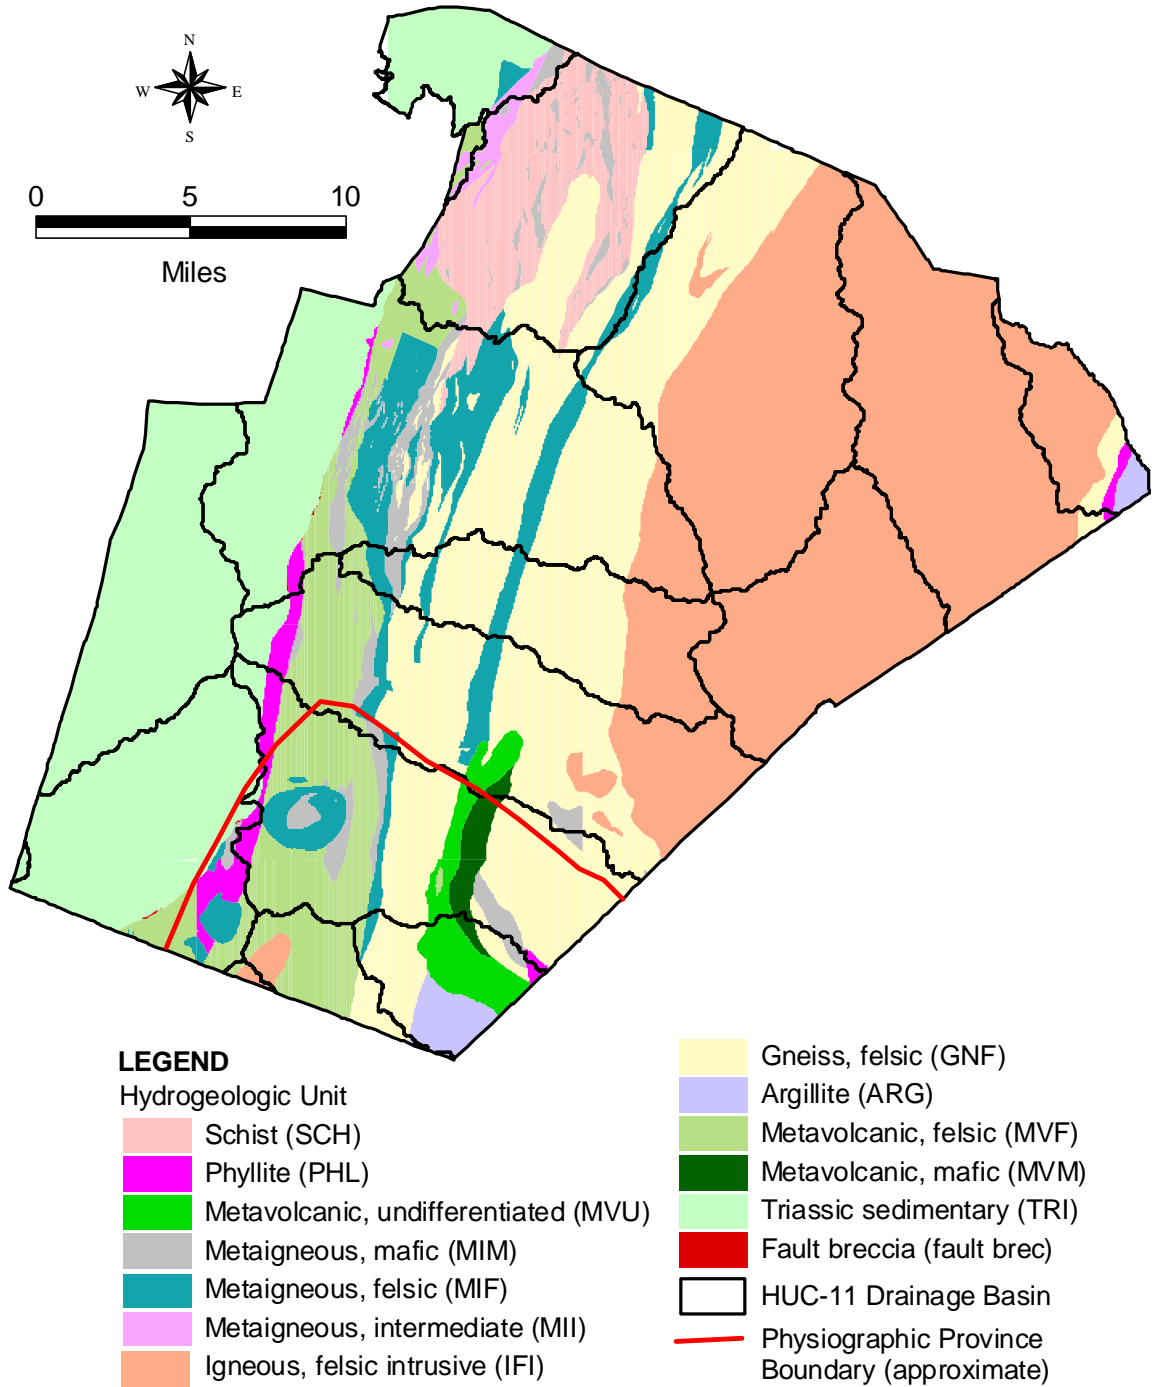 N
W E
S
0 5 10
Miles
LEGEND
Hydrogeologic Unit
Schist (SCH)
Phyllite (PHL)
Metavolcanic, undifferentiated (MVU)
Metaigneous, mafic (MIM)
Metaigneous, felsic (MIF)
Metaigneous, intermediate (MII)
Igneous, felsic intrusive (IFI)
Gneiss, felsic (GNF)
Argillite (ARG)
Metavolcanic, felsic (MVF)
Metavolcanic, mafic (MVM)
Triassic sedimentary (TRI)
Fault breccia (fault brec)
HUC-11 Drainage Basin
Physiographic Province
Boundary (approximate)